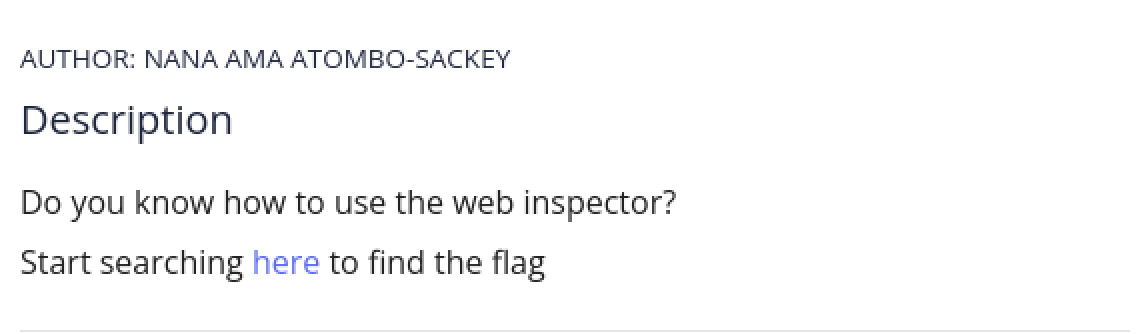 AUTHOR: NANA AMA ATOMBO-SACKEY
Description
Do you know how to use the web inspector?
Start searching here to find the flag